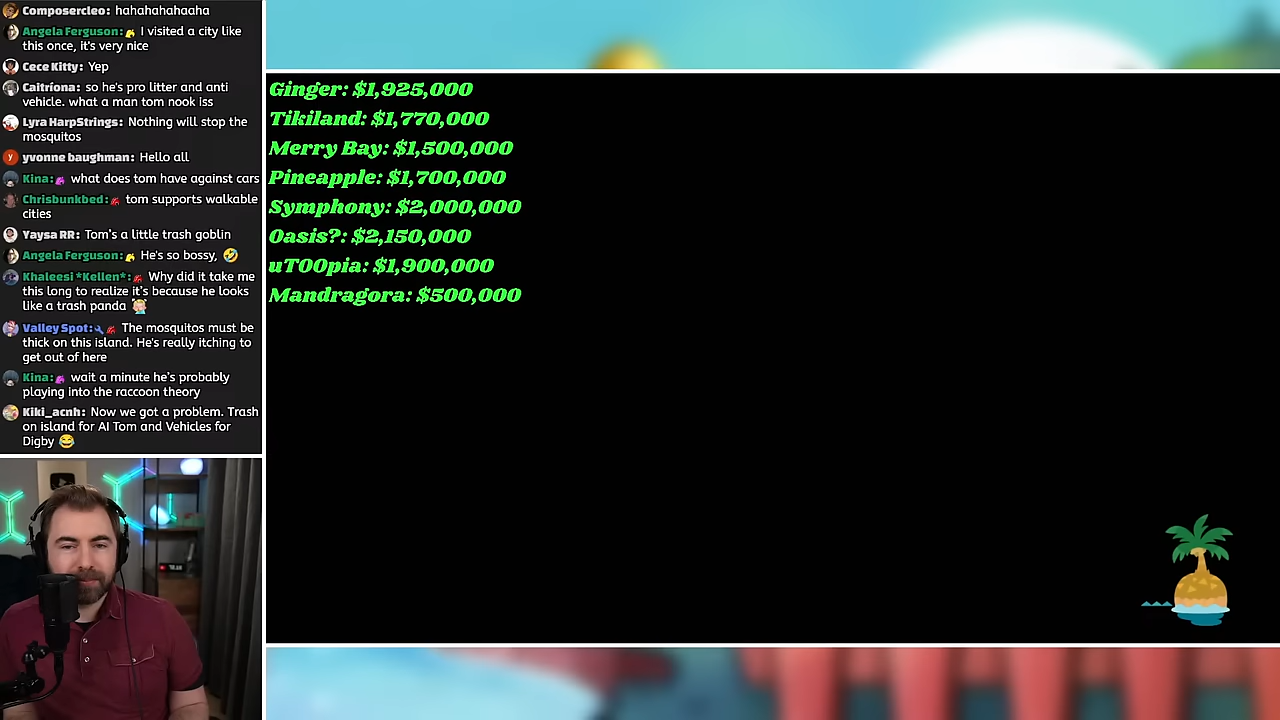 Composercleo: hahahahahaaha
Angela Ferguson: I visited a city like
this once, it's very nice
Cece Kitty: Yep
Caitríona: so he's pro litter and anti
vehicle. what a man tom nook iss
Lyra HarpStrings: Nothing will stop the
mosquitos
y yvonne baughman: Hello all
Kina: what does tom have against cars
Chrisbunkbed: tom supports walkable
cities
Yaysa RR: Tom's a little trash goblin
Angela Ferguson: He's so bossy, 🤣
Khaleesi *Kellen*: Why did it take me
this long to realize it's because he looks
like a trash panda
Valley Spot: The mosquitos must be
thick on this island. He's really itching to
get out of here
Kina: wait a minute he's probably
playing into the raccoon theory
Kiki_acnh: Now we got a problem. Trash
on island for AI Tom and Vehicles for
Digby 😂
Ginger: $1,925,000
Tikiland: $1,770,000
Merry Bay: $1,500,000
Pineapple: $1,700,000
Symphony: $2,000,000
Oasis?: $2,150,000
uT00pia: $1,900,000
Mandragora: $500,000